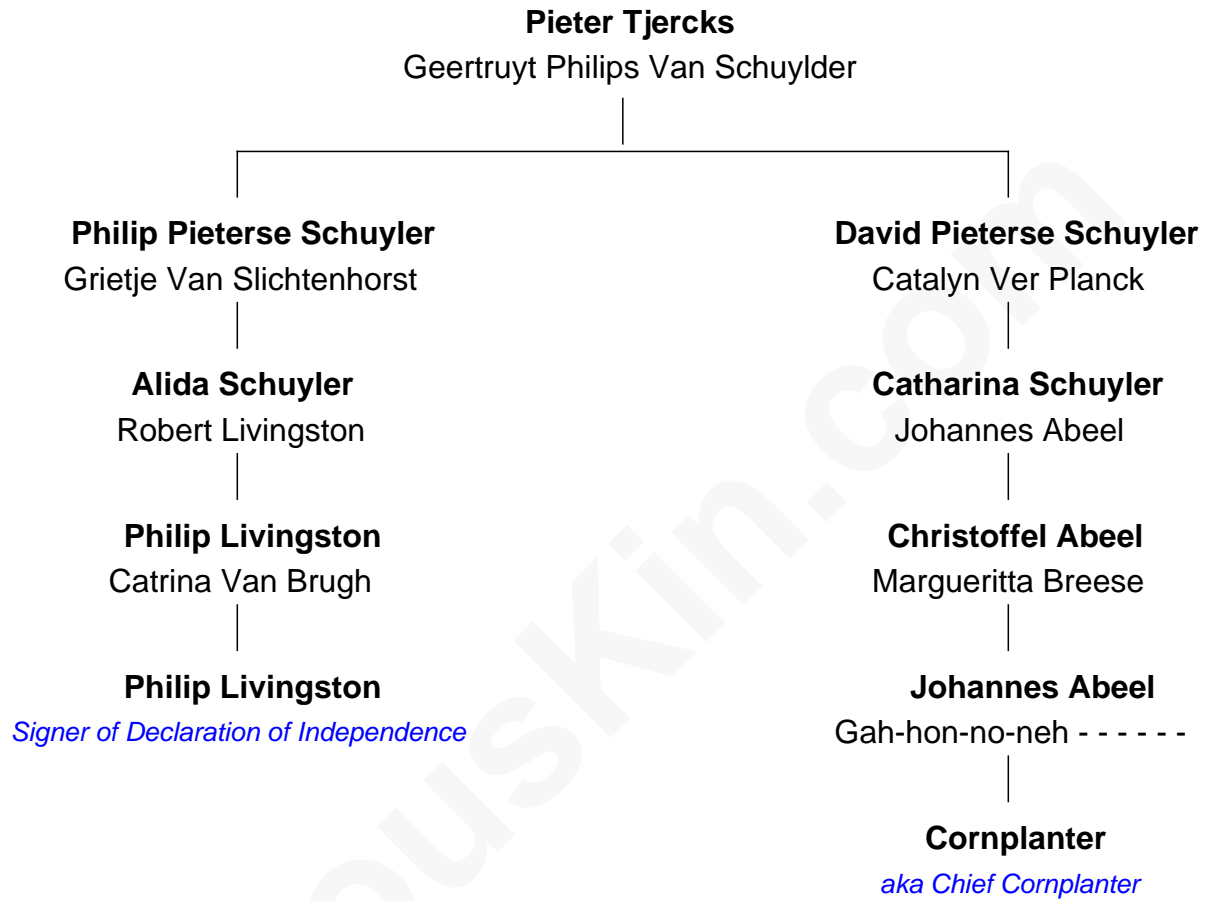 Pieter Tjercks
Geertruyt Philips Van Schuylder
Philip Pieterse Schuyler
Grietje Van Slichtenhorst
David Pieterse Schuyler
Catalyn Ver Planck
Alida Schuyler
Robert Livingston
Catharina Schuyler
Johannes Abeel
Philip Livingston
Catrina Van Brugh
Christoffel Abeel
Margueritta Breese
Philip Livingston
Signer of Declaration of Independence
Johannes Abeel
Gah-hon-no-neh - - - - - -
Cornplanter
aka Chief Cornplanter
ousKin.com